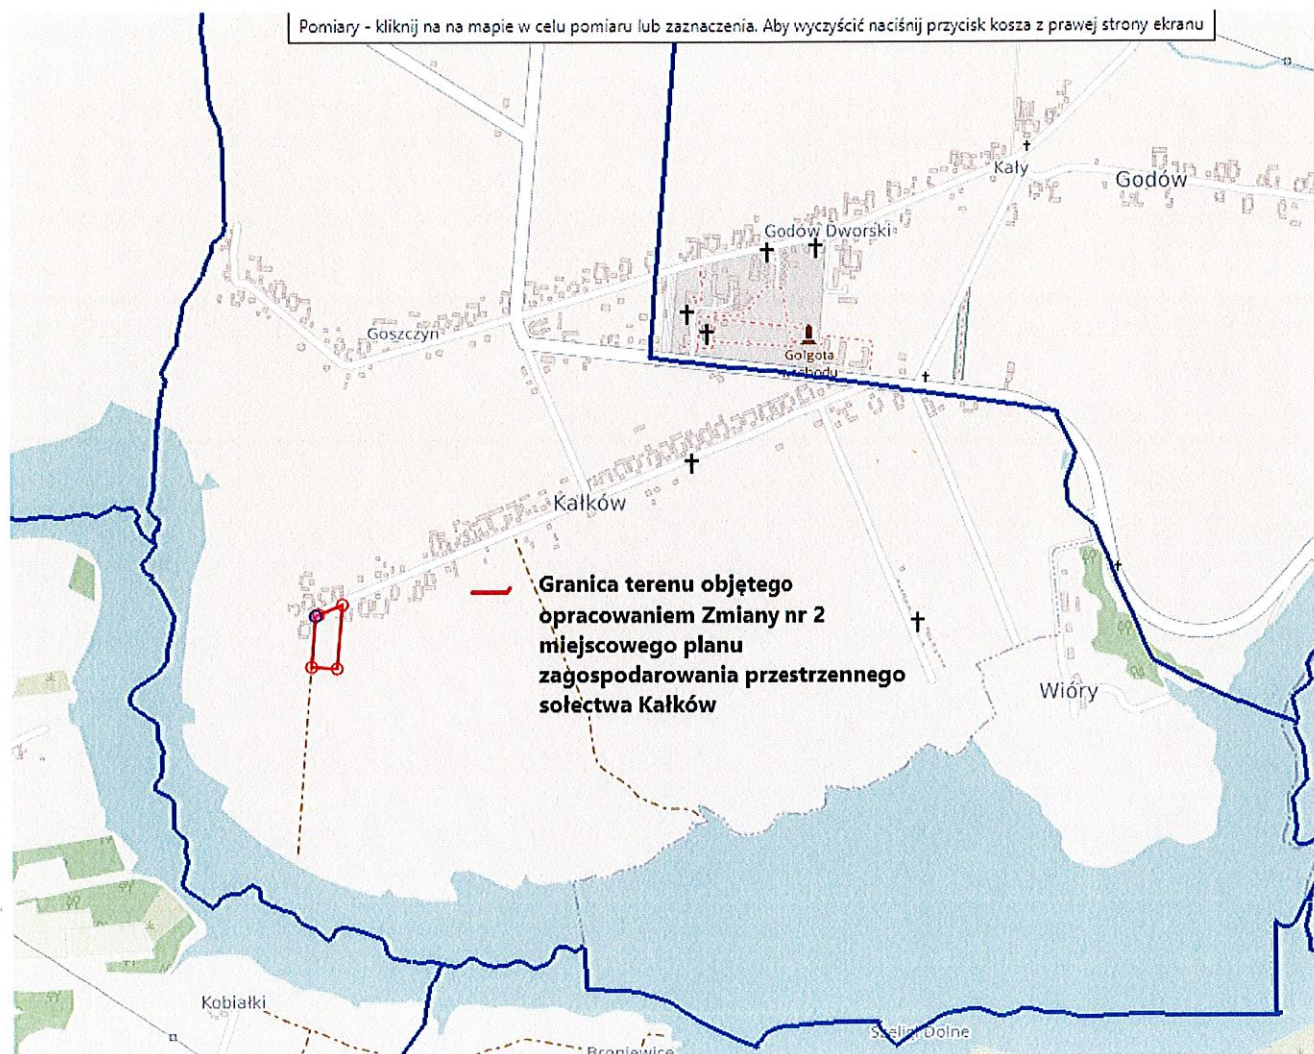 Pomiary - kliknij na na mapie w celu pomiaru lub zaznaczenia. Aby wyczyścić naciśnij przycisk kosza z prawej strony ekranu
Kały
Godów
Godów Dworski
Goszczyn
Golgota
Kałków
Granica terenu objętego
opracowaniem Zmiany nr 2
miejscowego planu
zagospodarowania przestrzennego
sołectwa Kałków
Wióry
Kobiałki
Szeligi Dolne
Broniewice